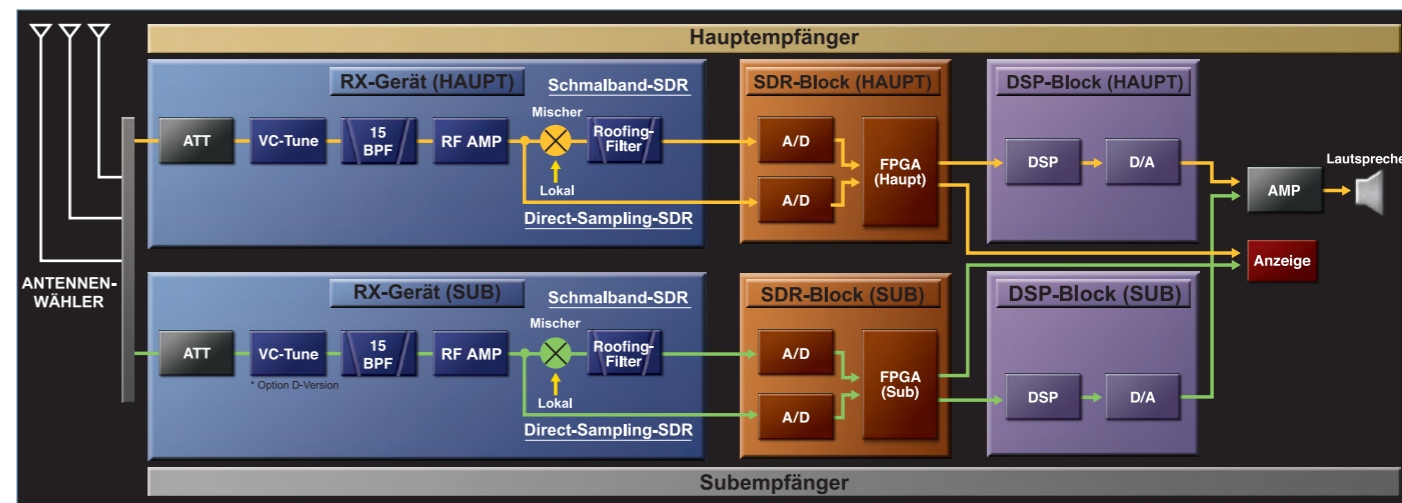 Hauptempfänger
RX-Gerät (HAUPT)
Schmalband-SDR
SDR-Block (HAUPT)
DSP-Block (HAUPT)
Mischer
ATT
VC-Tune
15
BPF
RF AMP
Roofing-
Filter
Lokal
Direct-Sampling-SDR
A/D
A/D
FPGA
(Haupt)
DSP
D/A
Lautspreche
AMP
Anzeige
ANTENNEN-
WÄHLER
RX-Gerät (SUB)
Schmalband-SDR
SDR-Block (SUB)
DSP-Block (SUB)
Mischer
ATT
VC-Tune
* Option D-Version
15
BPF
RF AMP
Roofing-
Filter
Lokal
Direct-Sampling-SDR
A/D
A/D
FPGA
(Sub)
DSP
D/A
Subempfänger